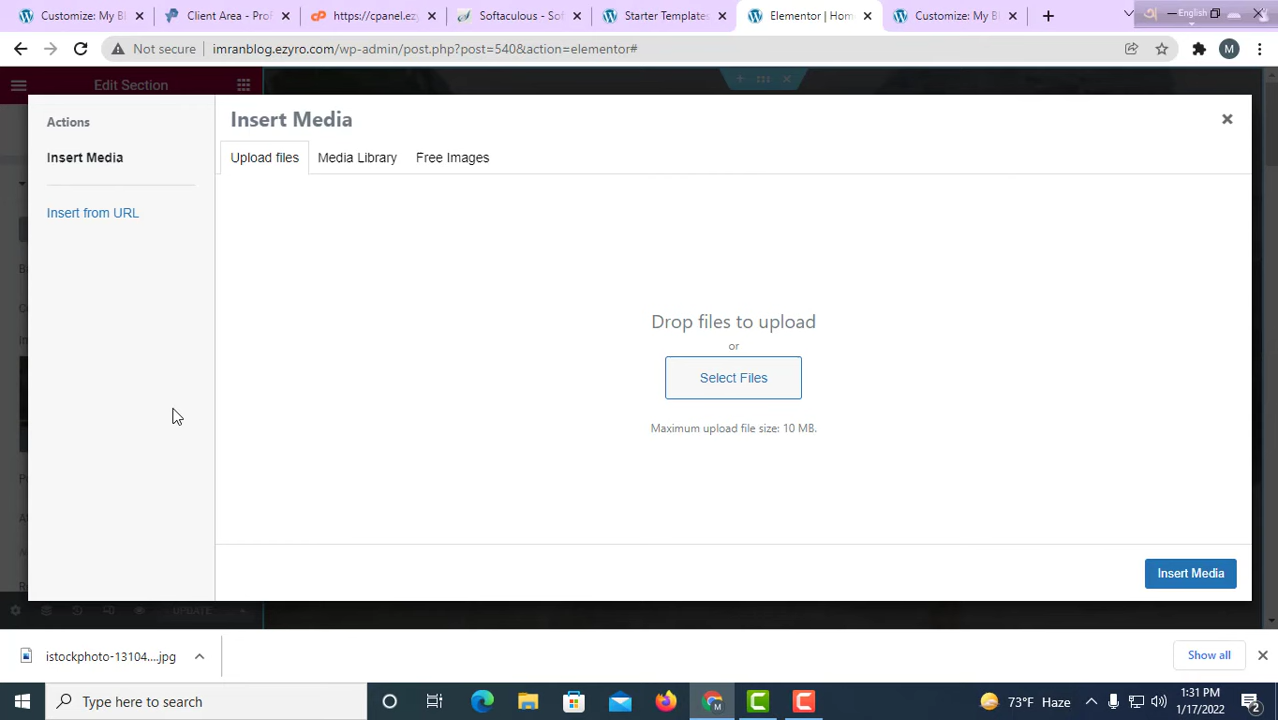 Customize: My Bl
Client Area - Prof
https://cpanel.ez
Softaculous - Sof
Starter Templates
Elementor | Hom
Customize: My Bl
English
Not secure
imranblog.ezyro.com/wp-admin/post.php?post=540&action=elementor#
M
Edit Section
Actions
Insert Media
Insert from URL
Insert Media
Upload files
Media Library
Free Images
Drop files to upload
or
Select Files
Maximum upload file size: 10 MB.
Insert Media
UPDATE
istockphoto-13104....jpg
Show all
Type here to search
73°F Haze
1:31 PM
1/17/2022
2